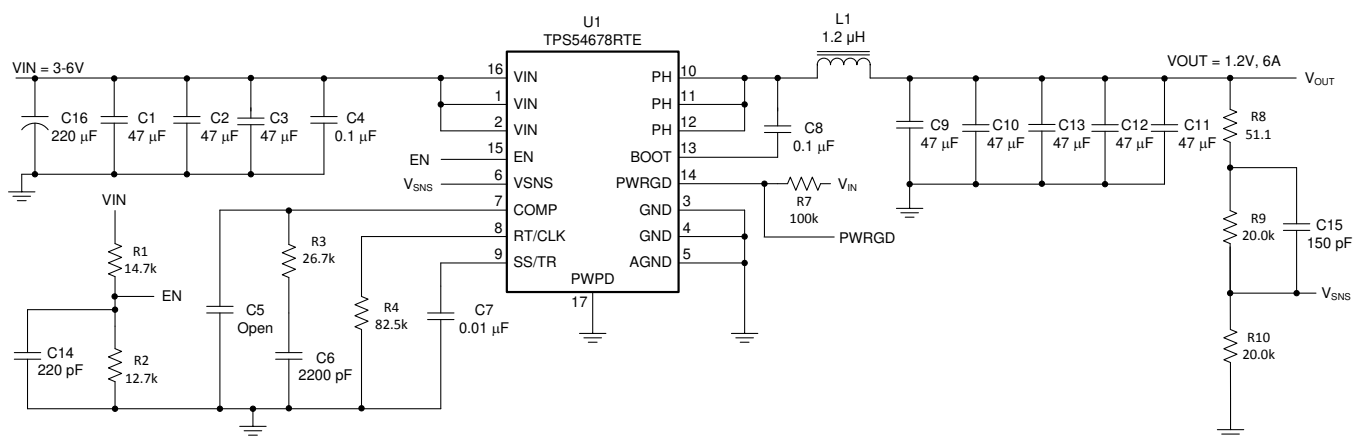 U1
TPS54678RTE
L1
1.2 µH
VIN = 3-6V
VOUT = 1.2V, 6A
VOUT
C16
220 µF
C1
47 µF
C2
47 µF
C3
47 µF
C4
0.1 µF
16 VIN
1 VIN
2 VIN
EN 15 EN
VSNS 6 VSNS
7 COMP
8 RT/CLK
9 SS/TR
PH 10
PH 11
PH 12
BOOT 13
PWRGD 14
GND 3
GND 4
AGND 5
PWPD
17
C8
0.1 µF
R7
100k
VIN
PWRGD
C9
47 µF
C10
47 µF
C13
47 µF
C12
47 µF
C11
47 µF
R8
51.1
R9
20.0k
C15
150 pF
VSNS
R10
20.0k
VIN
R1
14.7k
EN
C14
220 pF
R2
12.7k
C5
Open
R3
26.7k
C6
2200 pF
R4
82.5k
C7
0.01 µF